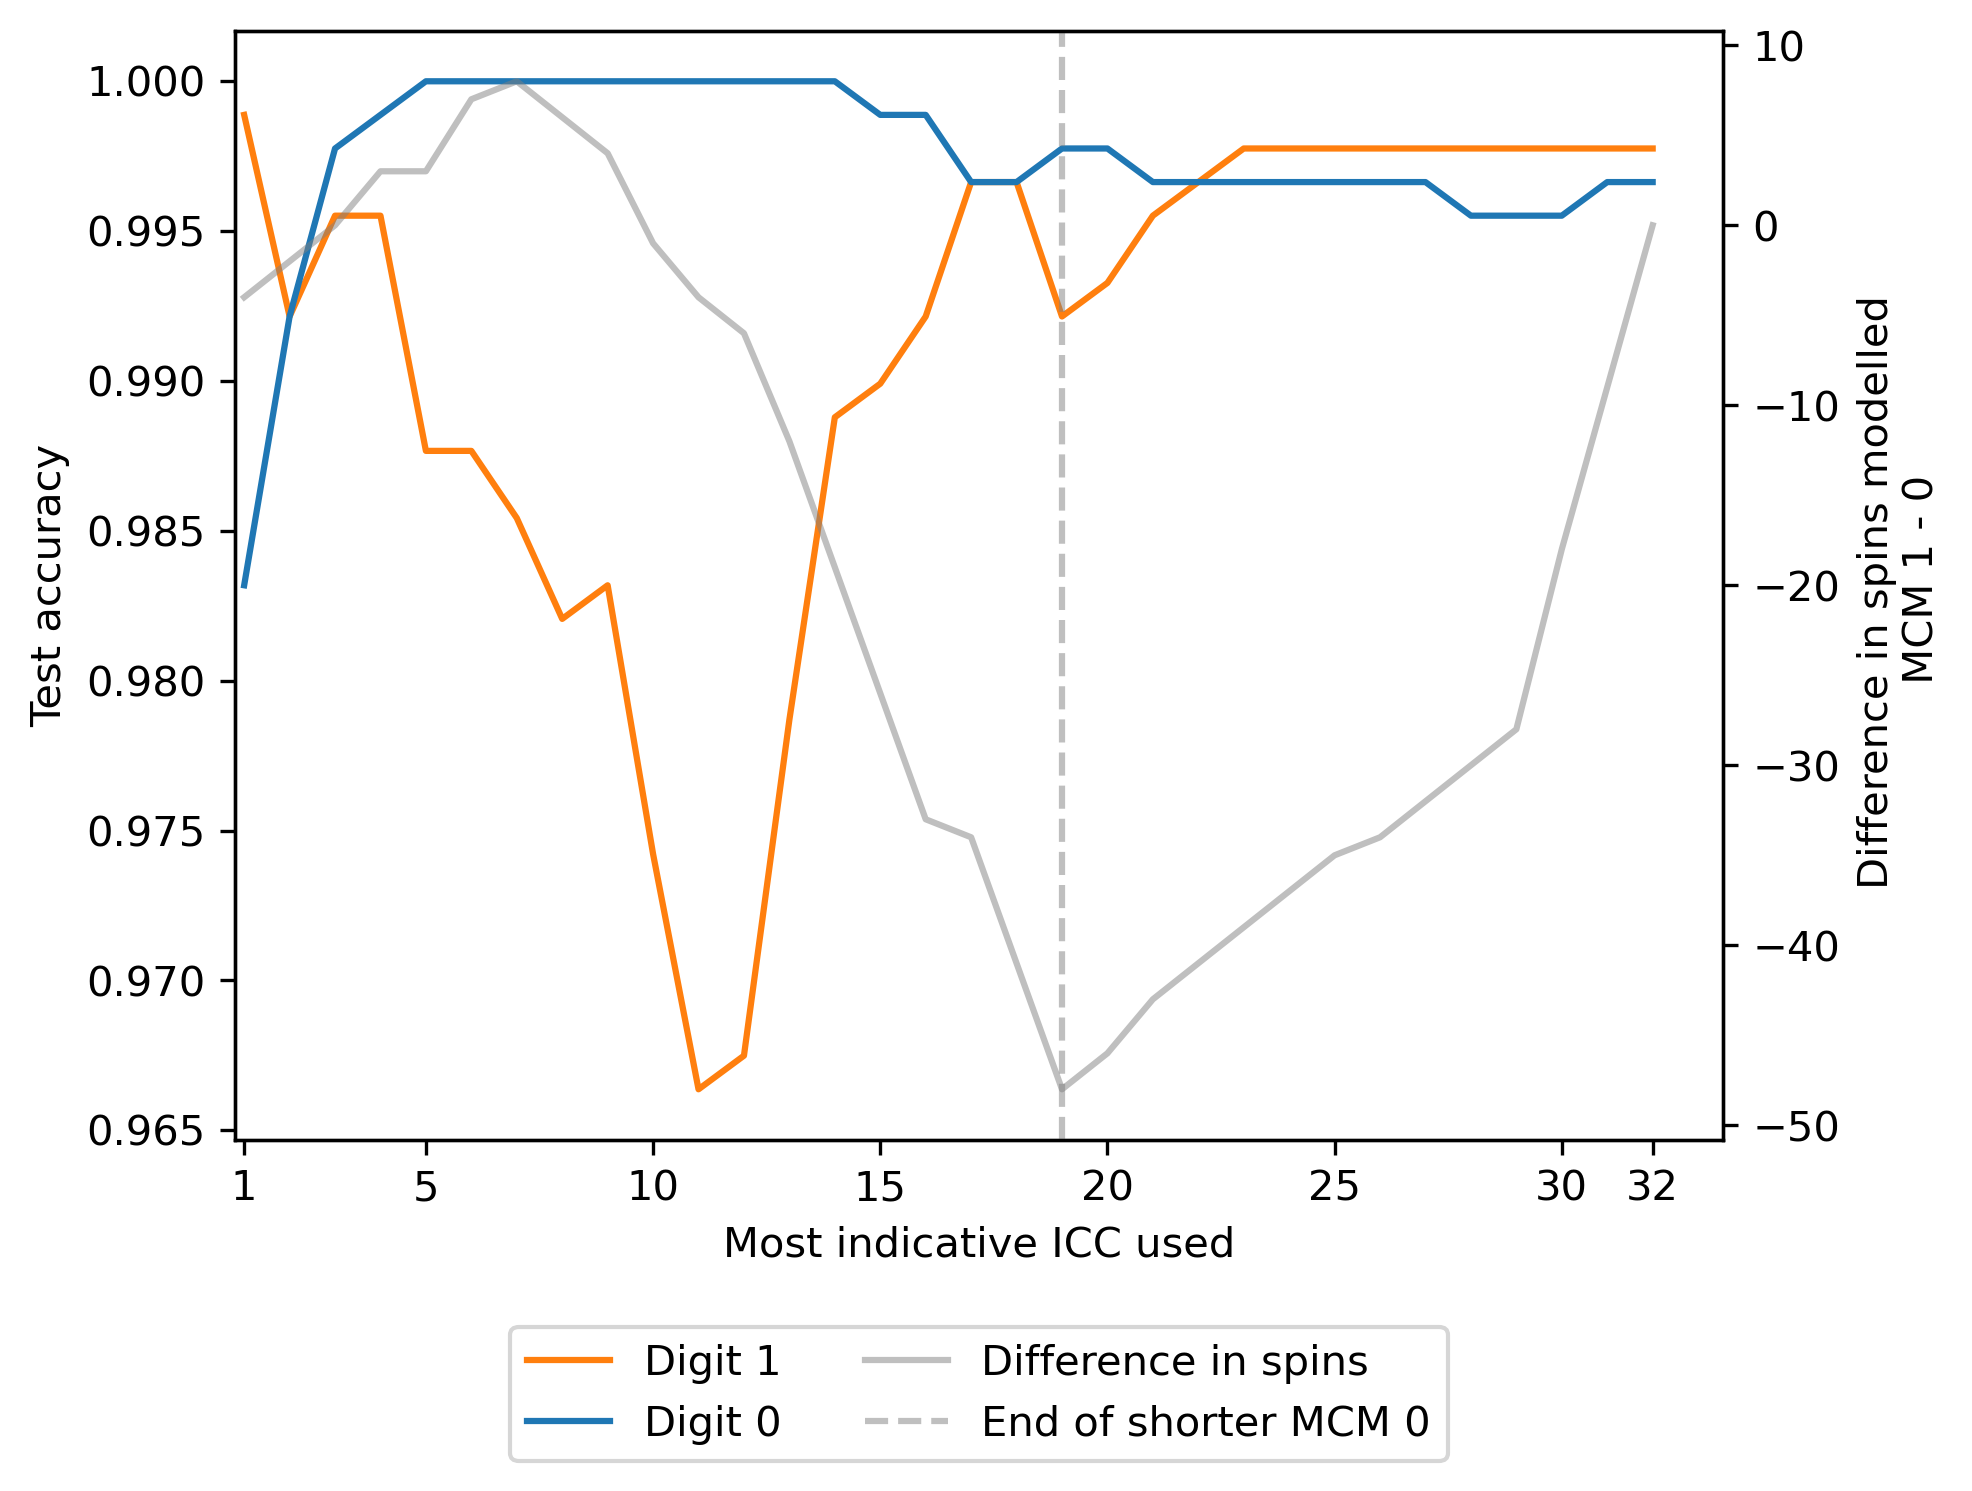 1.000
0.995
0.990
0.985
0.980
0.975
0.970
0.965
Test accuracy
10
0
−10
−20
−30
−40
−50
Difference in spins modelled
MCM 1 - 0
1 5 10 15 20 25 30 32
Most indicative ICC used
Digit 1
Digit 0
Difference in spins
End of shorter MCM 0